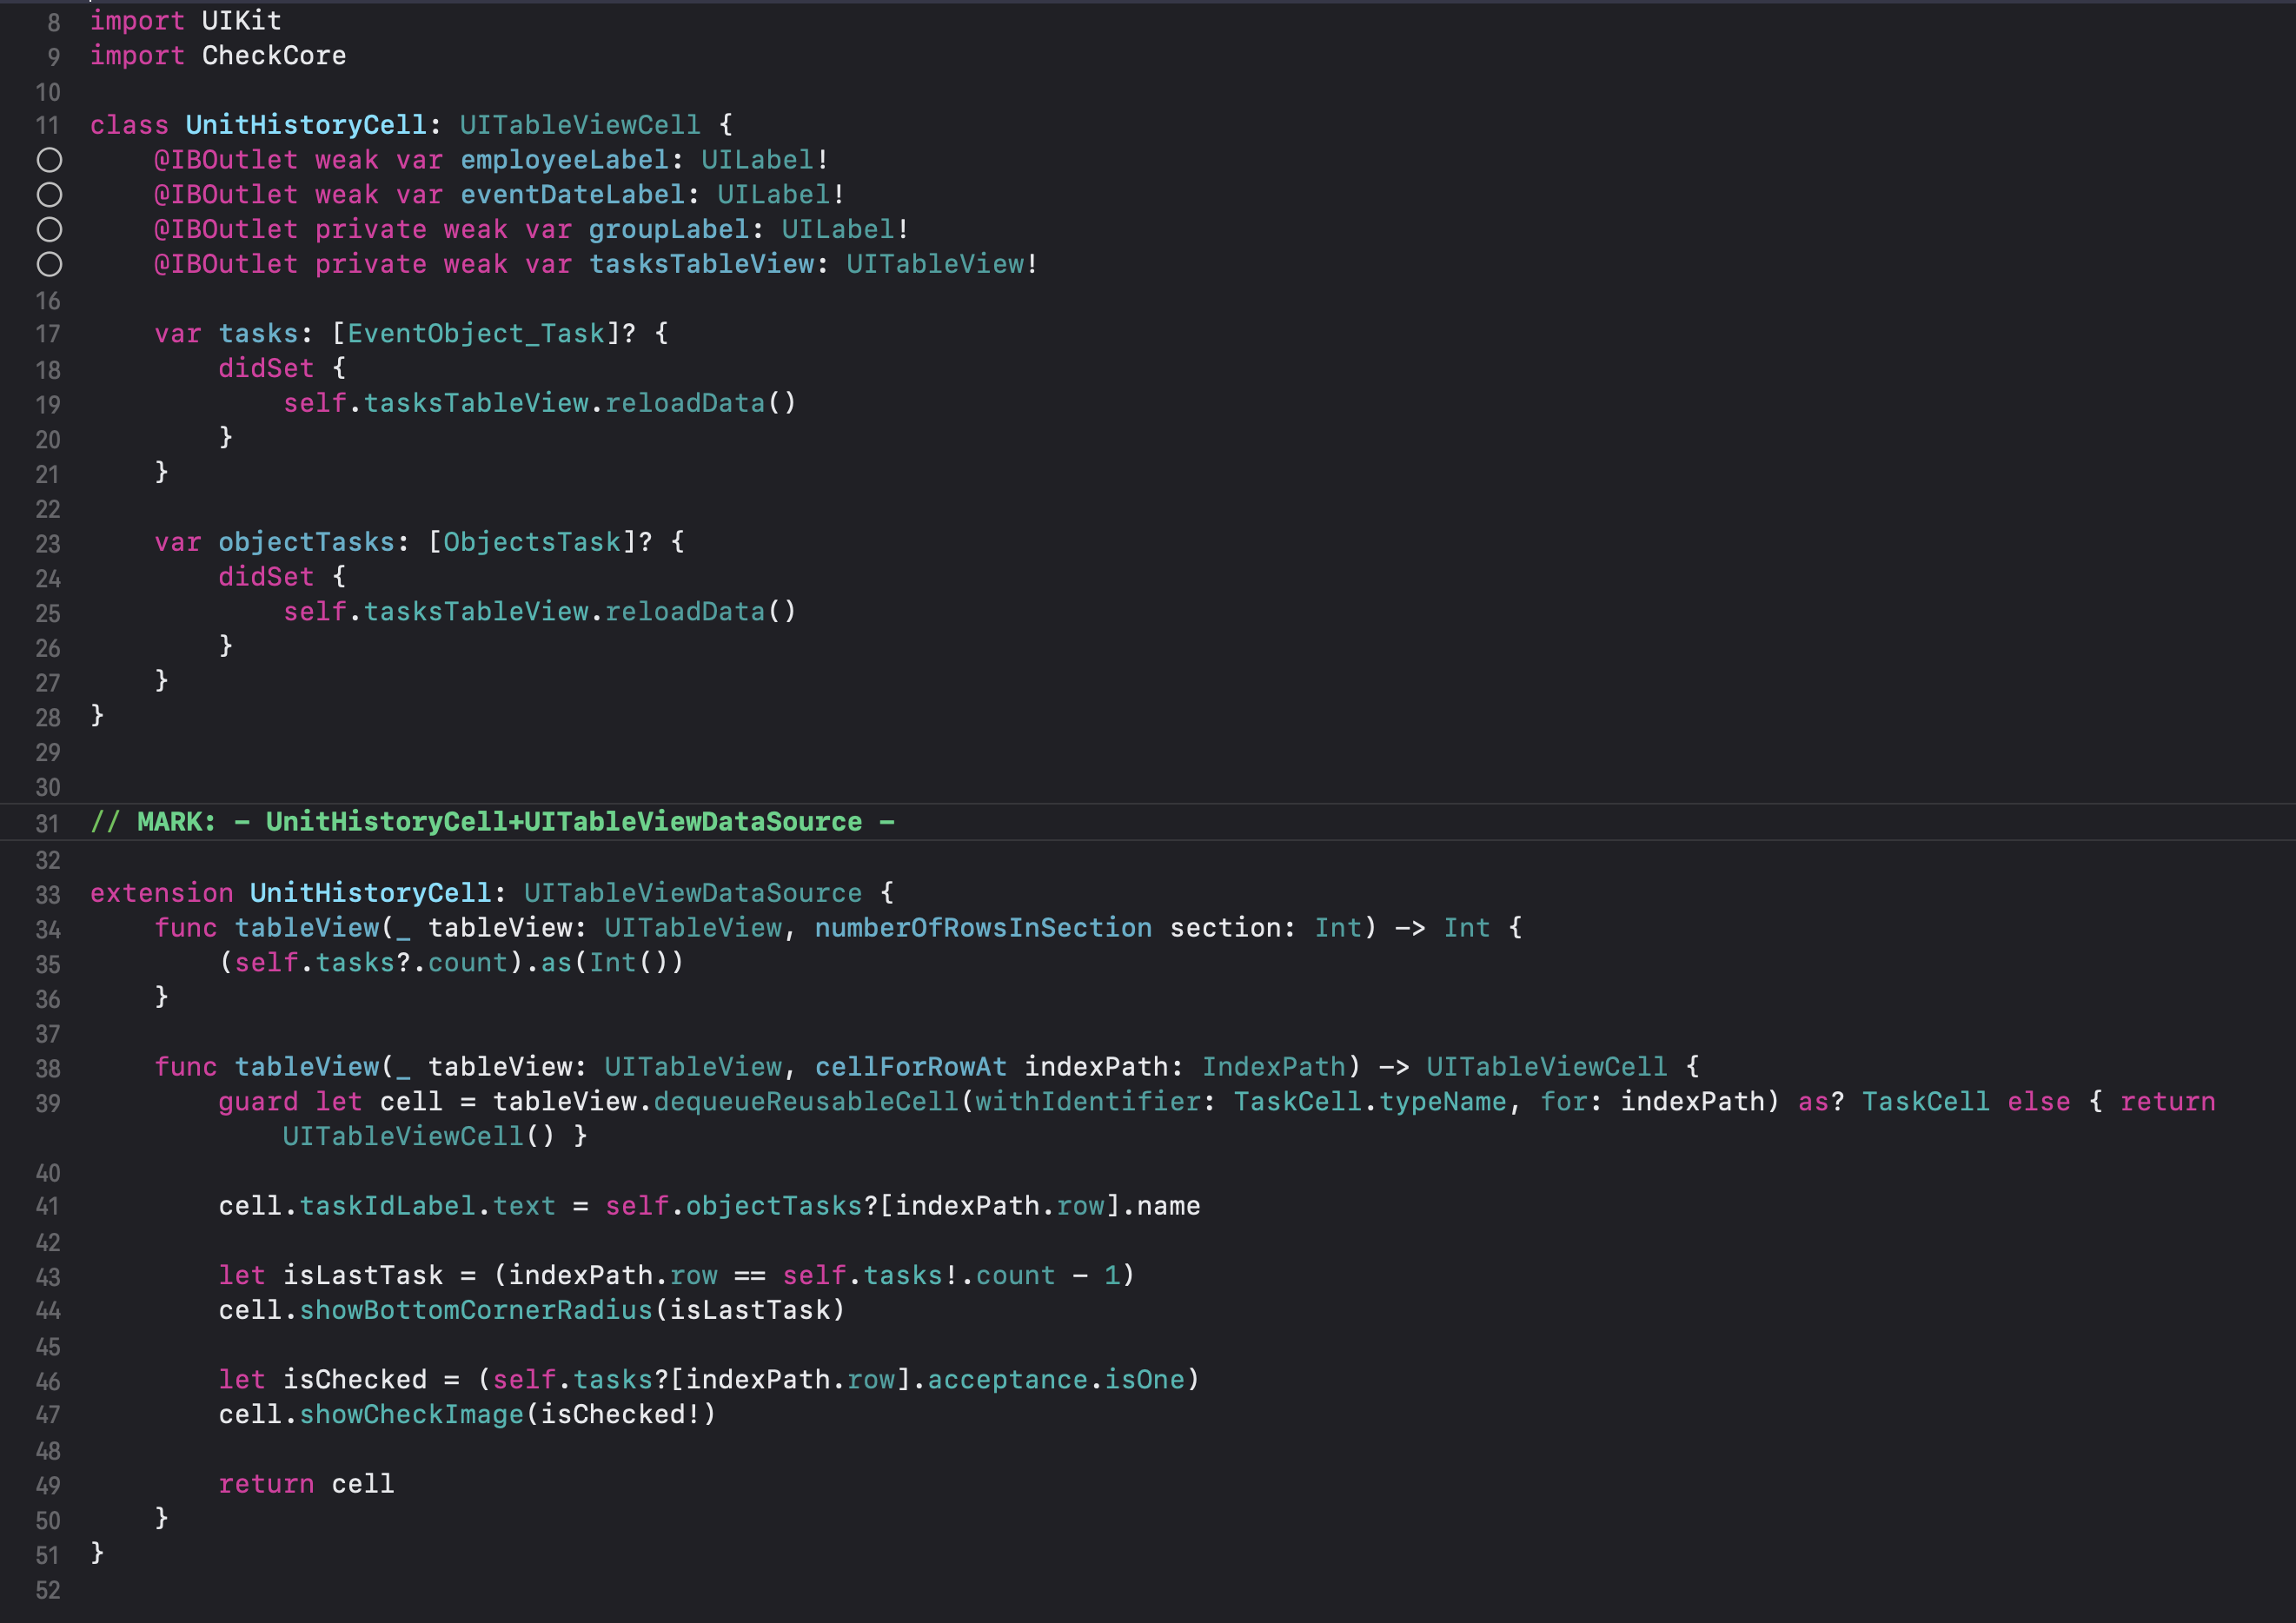 8 import UIKit
9 import CheckCore
10
11 class UnitHistoryCell: UITableViewCell {
@IBOutlet weak var employeeLabel: UILabel!
@IBOutlet weak var eventDateLabel: UILabel!
@IBOutlet private weak var groupLabel: UILabel!
@IBOutlet private weak var tasksTableView: UITableView!
16
17 var tasks: [EventObject_Task]? {
18 didSet {
19 self.tasksTableView.reloadData()
20 }
21 }
22
23 var objectTasks: [ObjectsTask]? {
24 didSet {
25 self.tasksTableView.reloadData()
26 }
27 }
28 }
29
30
31 // MARK: - UnitHistoryCell+UITableViewDataSource -
32
33 extension UnitHistoryCell: UITableViewDataSource {
34 func tableView(_ tableView: UITableView, numberOfRowsInSection section: Int) -> Int {
35 (self.tasks?.count).as(Int())
36 }
37
38 func tableView(_ tableView: UITableView, cellForRowAt indexPath: IndexPath) -> UITableViewCell {
39 guard let cell = tableView.dequeueReusableCell(withIdentifier: TaskCell.typeName, for: indexPath) as? TaskCell else { return
UITableViewCell() }
40
41 cell.taskIdLabel.text = self.objectTasks?[indexPath.row].name
42
43 let isLastTask = (indexPath.row == self.tasks!.count - 1)
44 cell.showBottomCornerRadius(isLastTask)
45
46 let isChecked = (self.tasks?[indexPath.row].acceptance.isOne)
47 cell.showCheckImage(isChecked!)
48
49 return cell
50 }
51 }
52